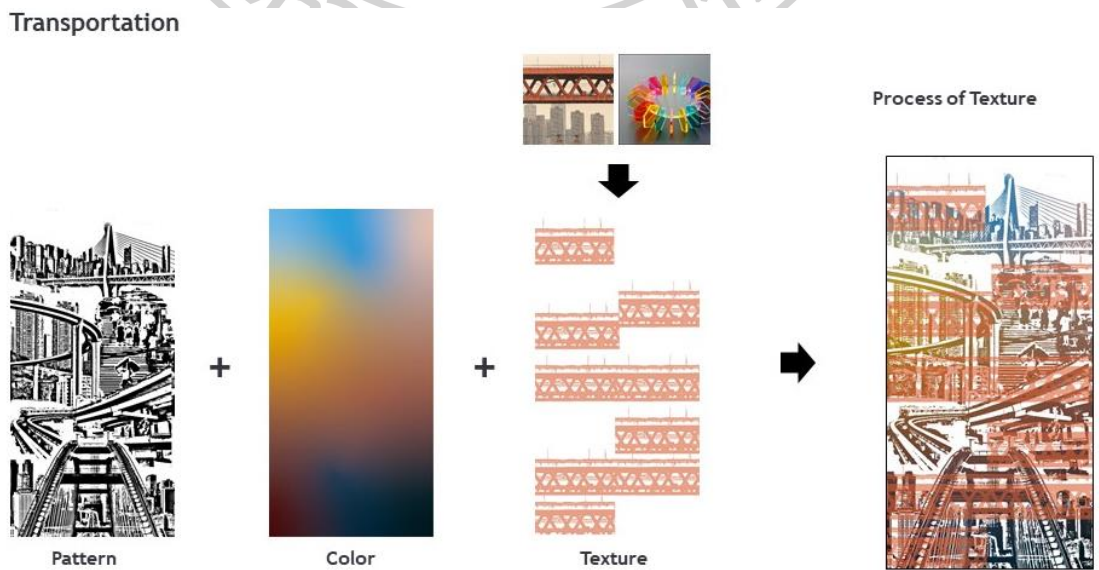 Transportation
Process of Texture
+
+
Pattern
Color
Texture